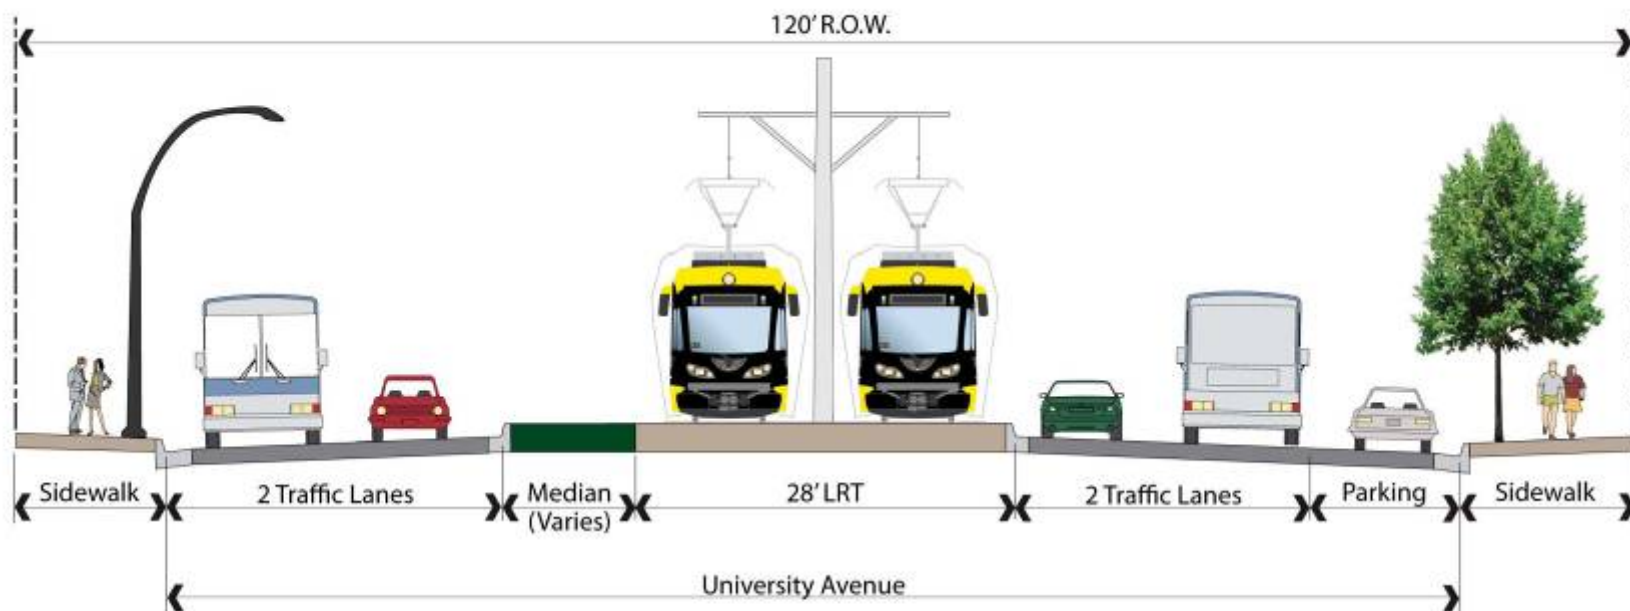 120' R.O.W.
Sidewalk
2 Traffic Lanes
Median
(Varies)
28' LRT
2 Traffic Lanes
Parking
Sidewalk
University Avenue